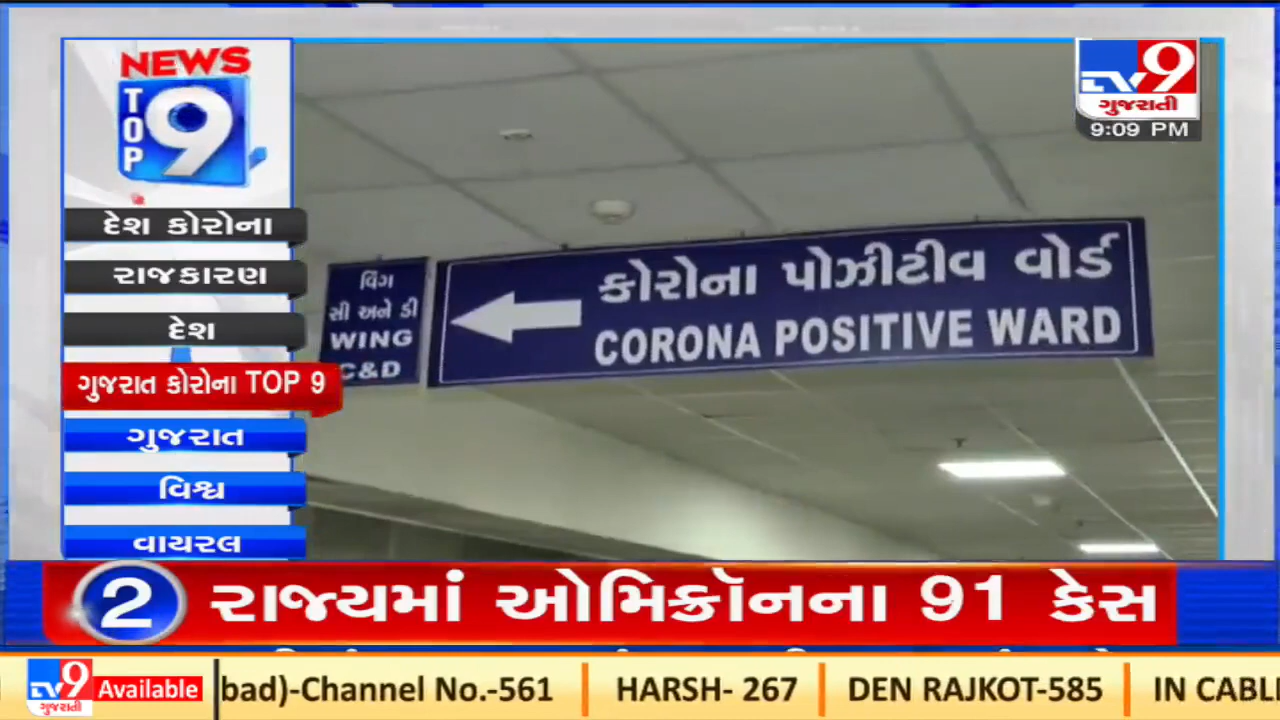 NEWS
TOP
9
TV9
ગુજરાતી
9:09 PM
દેશ કોરોના
રાજકારણ
દેશ
ગુજરાત કોરોના TOP 9
ગુજરાત
વિશ્વ
વાયરલ
વિંગ
સી અને ડી
WING
C&D
કોરોના પોઝીટીવ વોર્ડ
CORONA POSITIVE WARD
2 રાજ્યમાં ઓમિક્રૉનના 91 કેસ
TV9
ગુજરાતી
Available
bad)-Channel No.-561 HARSH- 267 DEN RAJKOT-585 IN CABL